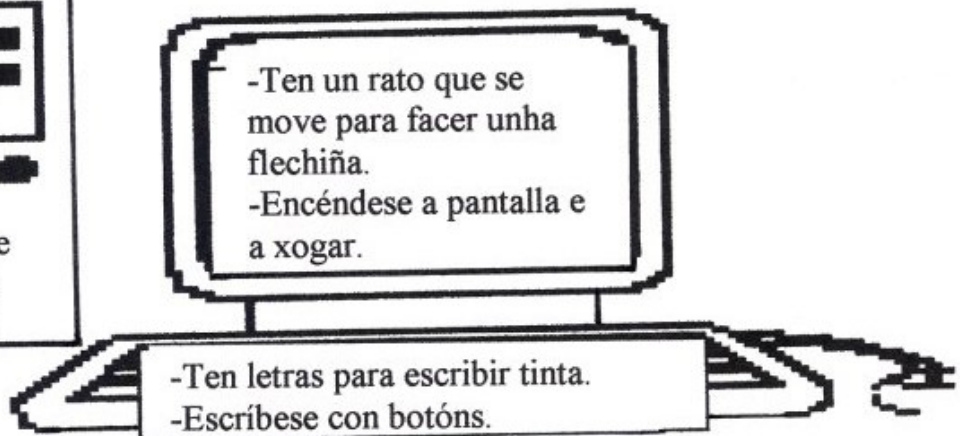 -Ten un rato que se
move para facer unha
flechiña.
-Encéndese a pantalla e
a xogar.
e
-Ten letras para escribir tinta.
-Escríbese con botóns.